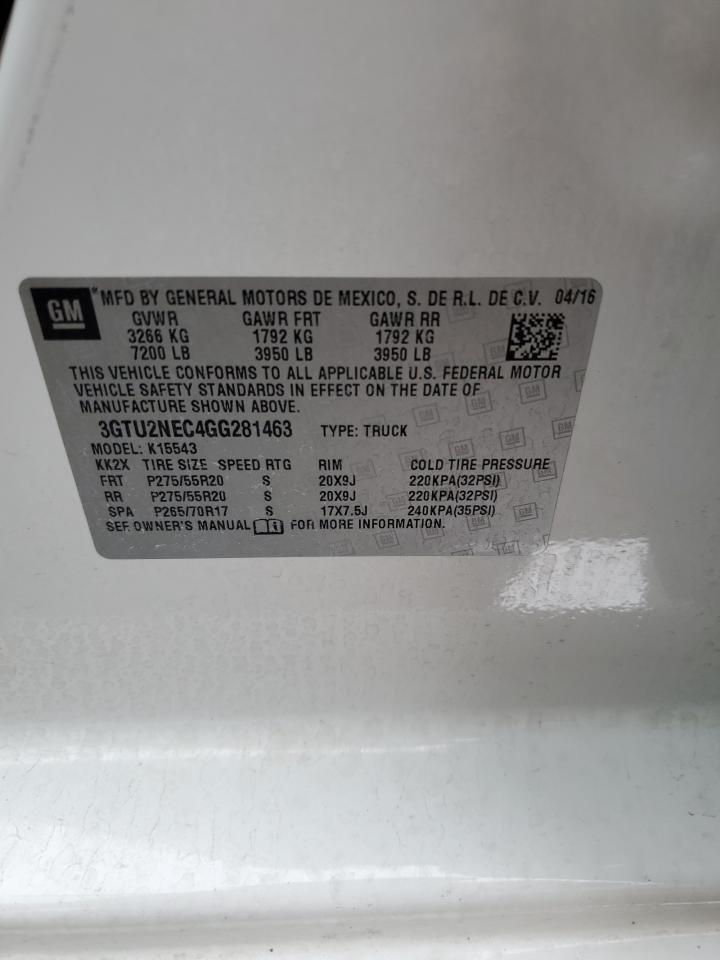 GM *MFD BY GENERAL MOTORS DE MEXICO, S. DE R.L. DE C.V. 04/16
GVWR GAWR FRT GAWR RR
3266 KG 1792 KG 1792 KG
7200 LB 3950 LB 3950 LB
THIS VEHICLE CONFORMS TO ALL APPLICABLE U.S. FEDERAL MOTOR
VEHICLE SAFETY STANDARDS IN EFFECT ON THE DATE OF
MANUFACTURE SHOWN ABOVE.
3GTU2NEC4GG281463 TYPE: TRUCK
MODEL: K15543
KK2X TIRE SIZE SPEED RTG RIM COLD TIRE PRESSURE
FRT P275/55R20 S 20X9J 220KPA(32PSI)
RR P275/55R20 S 20X9J 220KPA(32PSI)
SPA P265/70R17 S 17X7.5J 240KPA(35PSI)
SEE OWNER'S MANUAL FOR MORE INFORMATION.